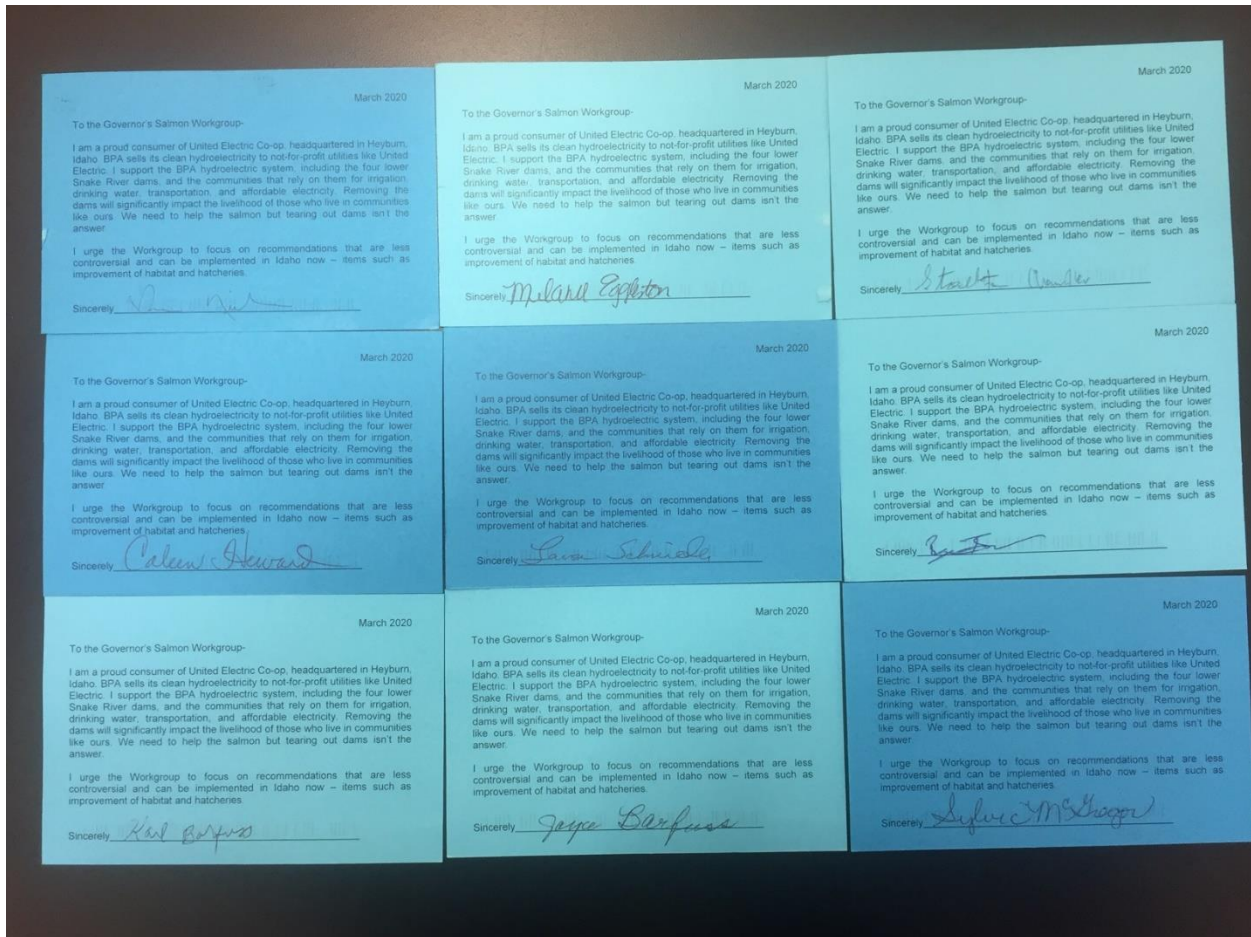 March 2020
To the Governor's Salmon Workgroup-
I am a proud consumer of United Electric Co-op, headquartered in Heyburn,
Idaho. BPA sells its clean hydroelectricity to not-for-profit utilities like United
Electric. I support the BPA hydroelectric system, including the four lower
Snake River dams, and the communities that rely on them for irrigation,
drinking water, transportation, and affordable electricity. Removing the
dams will significantly impact the livelihood of those who live in communities
like ours. We need to help the salmon but tearing out dams isn't the
answer.
I urge the Workgroup to focus on recommendations that are less
controversial and can be implemented in Idaho now – items such as
improvement of habitat and hatcheries.
Sincerely
March 2020
To the Governor's Salmon Workgroup-
I am a proud consumer of United Electric Co-op, headquartered in Heyburn,
Idaho. BPA sells its clean hydroelectricity to not-for-profit utilities like United
Electric. I support the BPA hydroelectric system, including the four lower
Snake River dams, and the communities that rely on them for irrigation,
drinking water, transportation, and affordable electricity. Removing the
dams will significantly impact the livelihood of those who live in communities
like ours. We need to help the salmon but tearing out dams isn't the
answer.
I urge the Workgroup to focus on recommendations that are less
controversial and can be implemented in Idaho now – items such as
improvement of habitat and hatcheries.
Sincerely Melanie Eggleston
March 2020
To the Governor's Salmon Workgroup-
I am a proud consumer of United Electric Co-op, headquartered in Heyburn,
Idaho. BPA sells its clean hydroelectricity to not-for-profit utilities like United
Electric. I support the BPA hydroelectric system, including the four lower
Snake River dams, and the communities that rely on them for irrigation,
drinking water, transportation, and affordable electricity. Removing the
dams will significantly impact the livelihood of those who live in communities
like ours. We need to help the salmon but tearing out dams isn't the
answer.
I urge the Workgroup to focus on recommendations that are less
controversial and can be implemented in Idaho now – items such as
improvement of habitat and hatcheries.
Sincerely
March 2020
To the Governor's Salmon Workgroup-
I am a proud consumer of United Electric Co-op, headquartered in Heyburn,
Idaho. BPA sells its clean hydroelectricity to not-for-profit utilities like United
Electric. I support the BPA hydroelectric system, including the four lower
Snake River dams, and the communities that rely on them for irrigation,
drinking water, transportation, and affordable electricity. Removing the
dams will significantly impact the livelihood of those who live in communities
like ours. We need to help the salmon but tearing out dams isn't the
answer.
I urge the Workgroup to focus on recommendations that are less
controversial and can be implemented in Idaho now – items such as
improvement of habitat and hatcheries.
Sincerely Caleen Heward
March 2020
To the Governor's Salmon Workgroup-
I am a proud consumer of United Electric Co-op, headquartered in Heyburn,
Idaho. BPA sells its clean hydroelectricity to not-for-profit utilities like United
Electric. I support the BPA hydroelectric system, including the four lower
Snake River dams, and the communities that rely on them for irrigation,
drinking water, transportation, and affordable electricity. Removing the
dams will significantly impact the livelihood of those who live in communities
like ours. We need to help the salmon but tearing out dams isn't the
answer.
I urge the Workgroup to focus on recommendations that are less
controversial and can be implemented in Idaho now – items such as
improvement of habitat and hatcheries.
Sincerely
March 2020
To the Governor's Salmon Workgroup-
I am a proud consumer of United Electric Co-op, headquartered in Heyburn,
Idaho. BPA sells its clean hydroelectricity to not-for-profit utilities like United
Electric. I support the BPA hydroelectric system, including the four lower
Snake River dams, and the communities that rely on them for irrigation,
drinking water, transportation, and affordable electricity. Removing the
dams will significantly impact the livelihood of those who live in communities
like ours. We need to help the salmon but tearing out dams isn't the
answer.
I urge the Workgroup to focus on recommendations that are less
controversial and can be implemented in Idaho now – items such as
improvement of habitat and hatcheries.
Sincerely
March 2020
To the Governor's Salmon Workgroup-
I am a proud consumer of United Electric Co-op, headquartered in Heyburn,
Idaho. BPA sells its clean hydroelectricity to not-for-profit utilities like United
Electric. I support the BPA hydroelectric system, including the four lower
Snake River dams, and the communities that rely on them for irrigation,
drinking water, transportation, and affordable electricity. Removing the
dams will significantly impact the livelihood of those who live in communities
like ours. We need to help the salmon but tearing out dams isn't the
answer.
I urge the Workgroup to focus on recommendations that are less
controversial and can be implemented in Idaho now – items such as
improvement of habitat and hatcheries.
Sincerely Karl Barfuss
March 2020
To the Governor's Salmon Workgroup-
I am a proud consumer of United Electric Co-op, headquartered in Heyburn,
Idaho. BPA sells its clean hydroelectricity to not-for-profit utilities like United
Electric. I support the BPA hydroelectric system, including the four lower
Snake River dams, and the communities that rely on them for irrigation,
drinking water, transportation, and affordable electricity. Removing the
dams will significantly impact the livelihood of those who live in communities
like ours. We need to help the salmon but tearing out dams isn't the
answer.
I urge the Workgroup to focus on recommendations that are less
controversial and can be implemented in Idaho now – items such as
improvement of habitat and hatcheries.
Sincerely Joyce Barfuss
March 2020
To the Governor's Salmon Workgroup-
I am a proud consumer of United Electric Co-op, headquartered in Heyburn,
Idaho. BPA sells its clean hydroelectricity to not-for-profit utilities like United
Electric. I support the BPA hydroelectric system, including the four lower
Snake River dams, and the communities that rely on them for irrigation,
drinking water, transportation, and affordable electricity. Removing the
dams will significantly impact the livelihood of those who live in communities
like ours. We need to help the salmon but tearing out dams isn't the
answer.
I urge the Workgroup to focus on recommendations that are less
controversial and can be implemented in Idaho now – items such as
improvement of habitat and hatcheries.
Sincerely McGregor